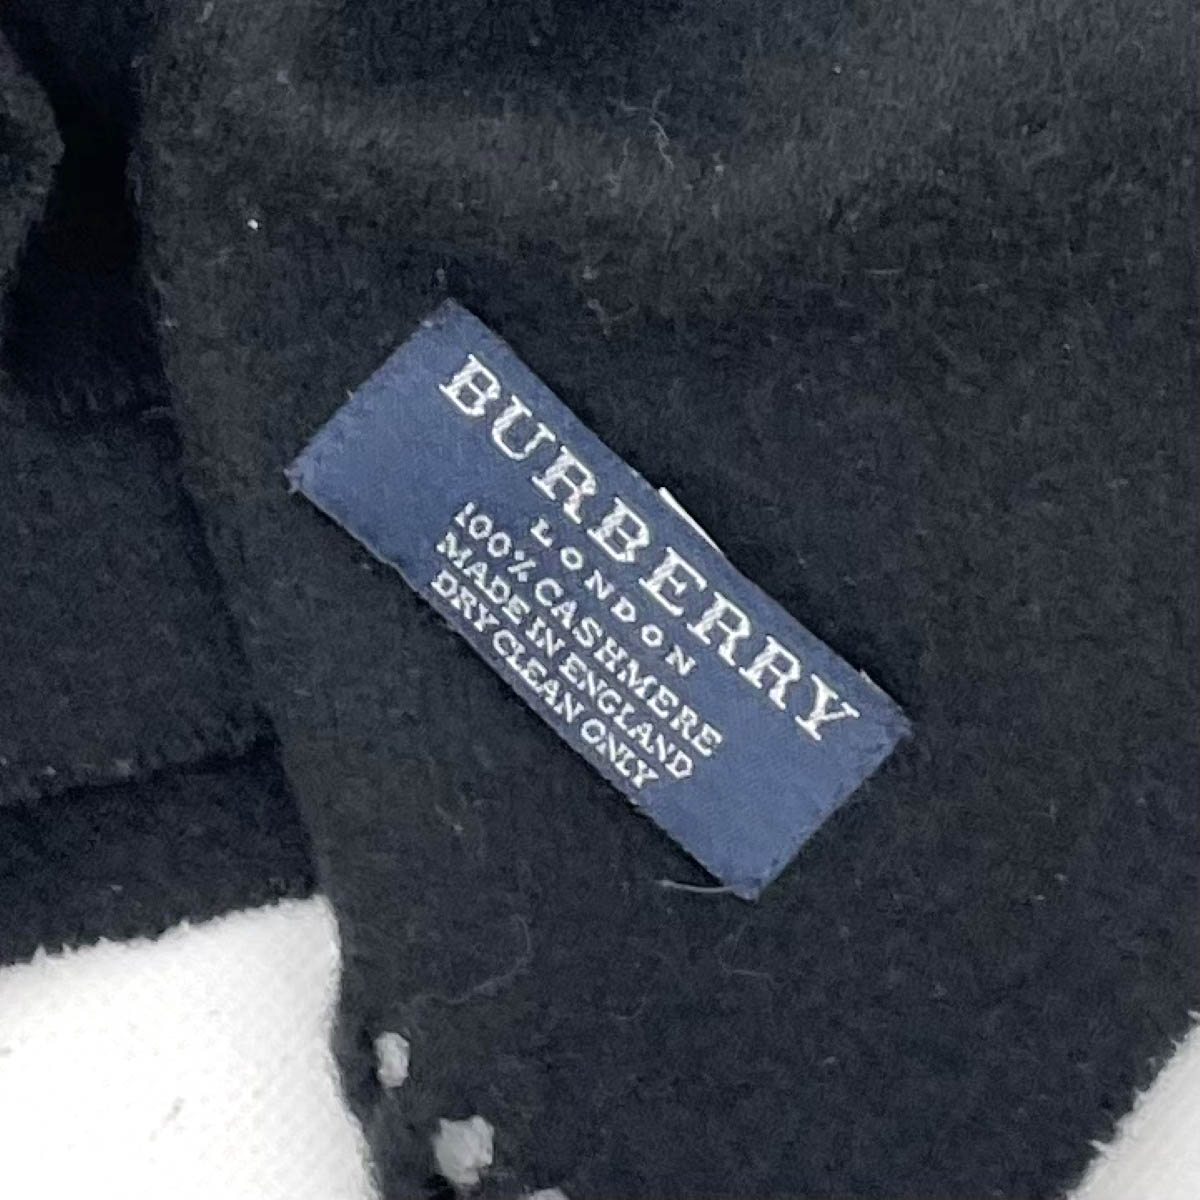 BURBERRY
LONDON
100% CASHMERE
MADE IN ENGLAND
DRY CLEAN ONLY